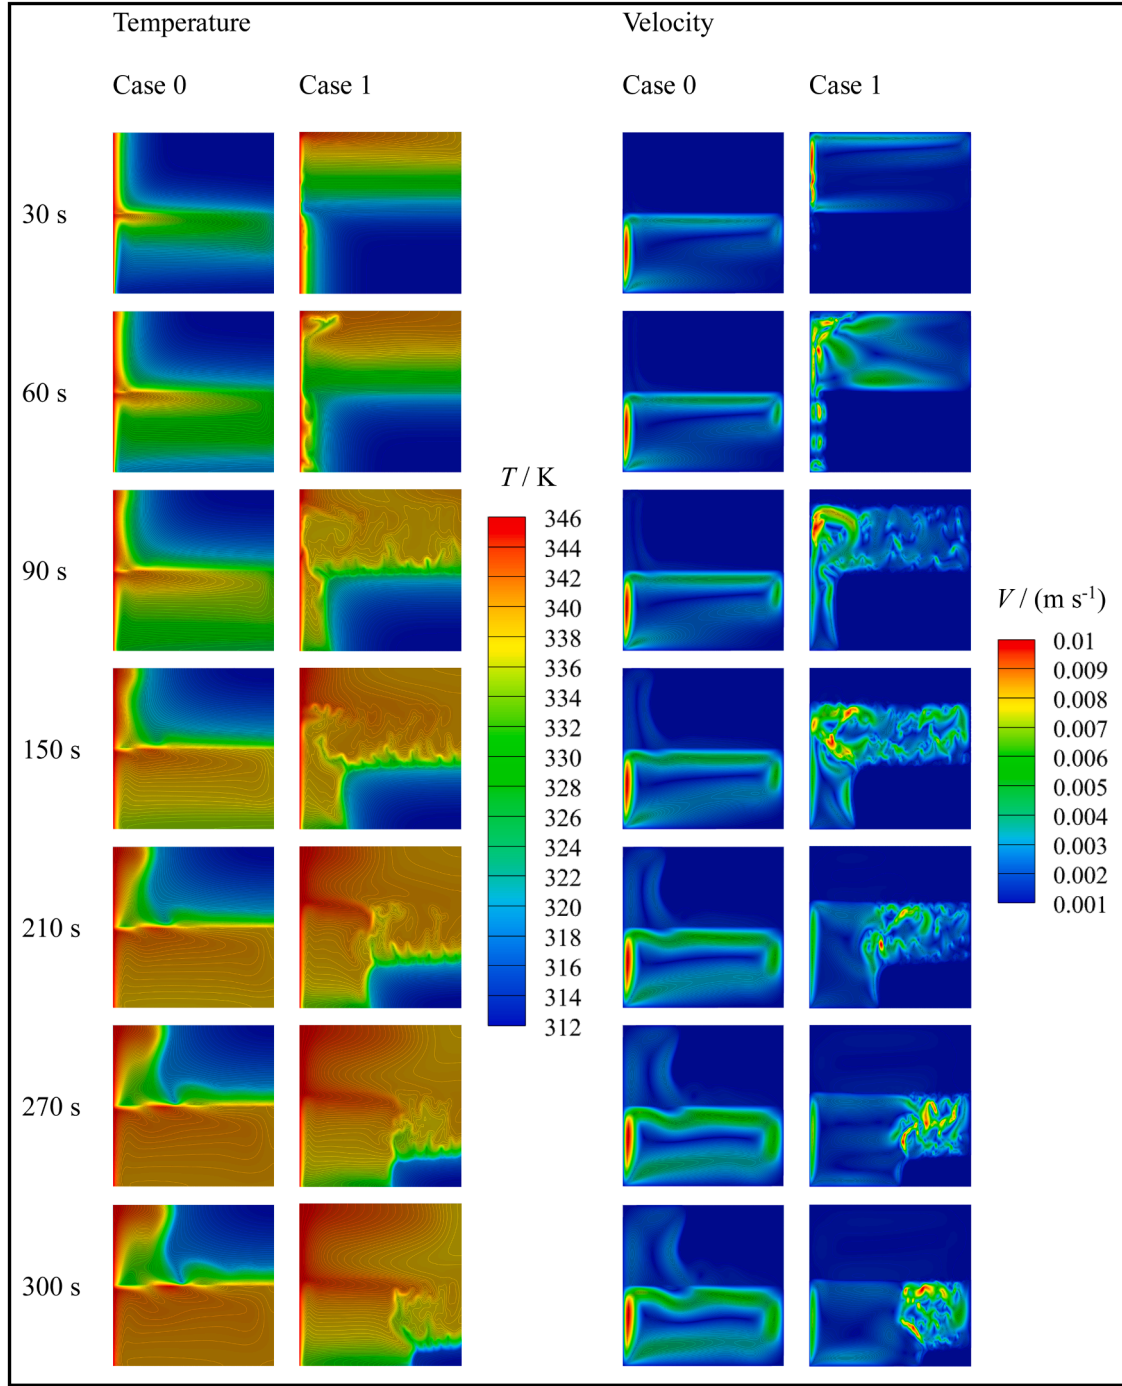 Temperature
Velocity
Case 0
Case 1
Case 0
Case 1
30 s
60 s
90 s
150 s
210 s
270 s
300 s
T / K
346
344
342
340
338
336
334
332
330
328
326
324
322
320
318
316
314
312
V / (m s⁻¹)
0.01
0.009
0.008
0.007
0.006
0.005
0.004
0.003
0.002
0.001